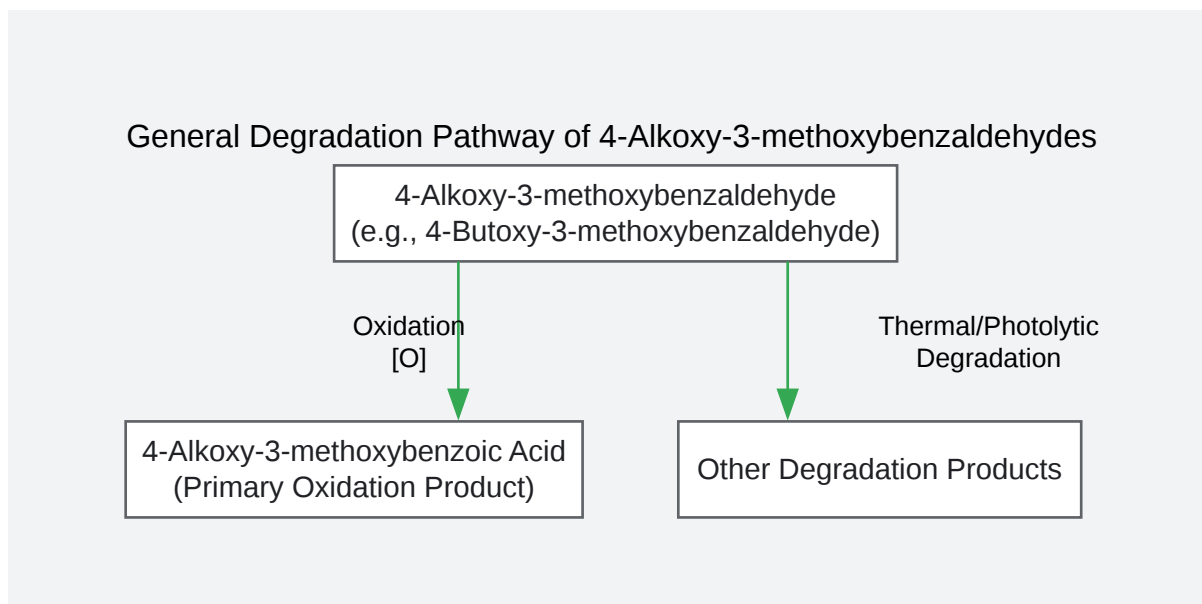 General Degradation Pathway of 4-Alkoxy-3-methoxybenzaldehydes
4-Alkoxy-3-methoxybenzaldehyde
(e.g., 4-Butoxy-3-methoxybenzaldehyde)
Oxidation
[O]
Thermal/Photolytic
Degradation
4-Alkoxy-3-methoxybenzoic Acid
(Primary Oxidation Product)
Other Degradation Products